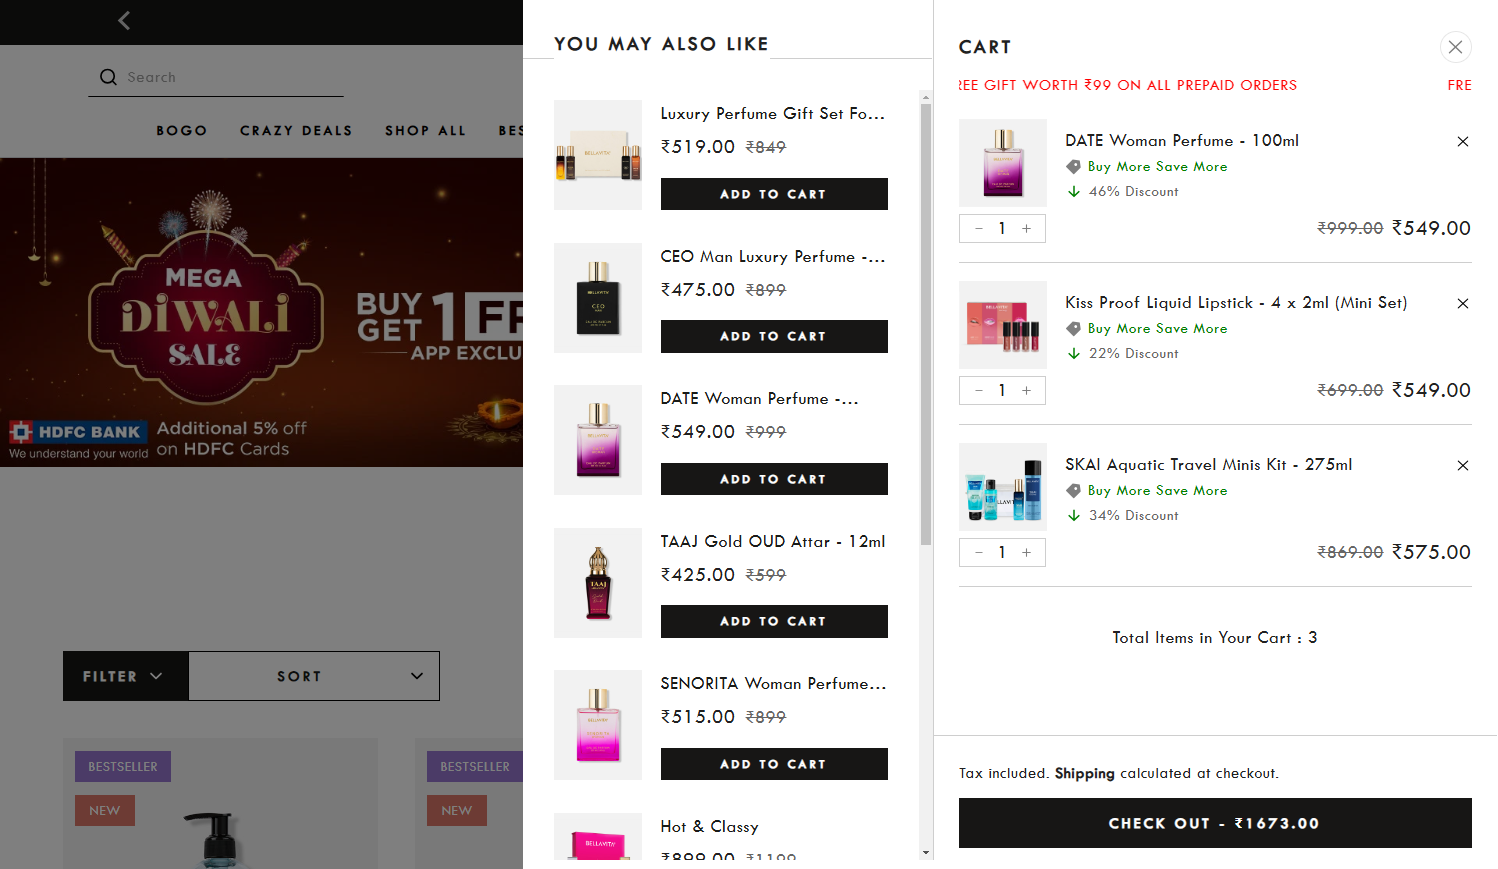 Search
BOGO CRAZY DEALS SHOP ALL BES
MEGA
DiWALi
SALE
BUY 1 FR
GET
APP EXCLU
HDFC BANK
We understand your world
Additional 5% off
on HDFC Cards
FILTER
SORT
BESTSELLER
NEW
BESTSELLER
NEW
YOU MAY ALSO LIKE
Luxury Perfume Gift Set Fo...
₹519.00 ₹849
ADD TO CART
CEO Man Luxury Perfume -...
₹475.00 ₹899
ADD TO CART
DATE Woman Perfume -...
₹549.00 ₹999
ADD TO CART
TAAJ Gold OUD Attar - 12ml
₹425.00 ₹599
ADD TO CART
SENORITA Woman Perfume...
₹515.00 ₹899
ADD TO CART
Hot & Classy
₹899.00 ₹1199
CART
REE GIFT WORTH ₹99 ON ALL PREPAID ORDERS FRE
DATE Woman Perfume - 100ml
Buy More Save More
46% Discount
− 1 +
₹999.00 ₹549.00
Kiss Proof Liquid Lipstick - 4 x 2ml (Mini Set)
Buy More Save More
22% Discount
− 1 +
₹699.00 ₹549.00
SKAI Aquatic Travel Minis Kit - 275ml
Buy More Save More
34% Discount
− 1 +
₹869.00 ₹575.00
Total Items in Your Cart : 3
Tax included. Shipping calculated at checkout.
CHECK OUT - ₹1673.00